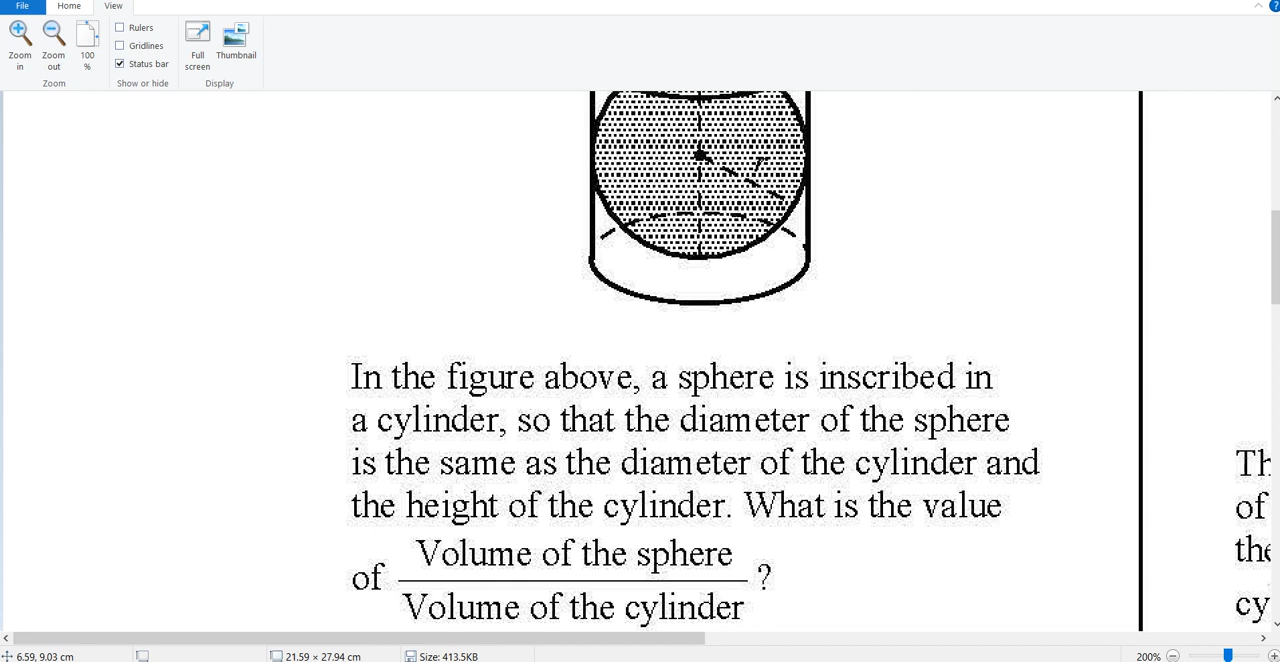 File Home View
Zoom in
Zoom out
100 %
Rulers
Gridlines
Status bar
Full screen
Thumbnail
Zoom
Show or hide
Display
r
In the figure above, a sphere is inscribed in
a cylinder, so that the diameter of the sphere
is the same as the diameter of the cylinder and
the height of the cylinder. What is the value
of Volume of the sphere ?
Volume of the cylinder
Th
of
the
cy
6.59, 9.03 cm 21.59 × 27.94 cm Size: 413.5KB 200%